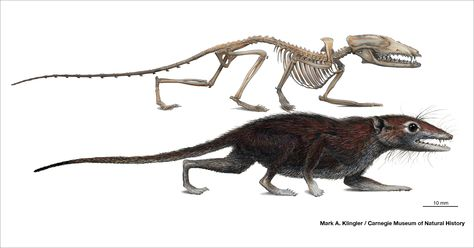 10 mm
Mark A. Klingler / Carnegie Museum of Natural History